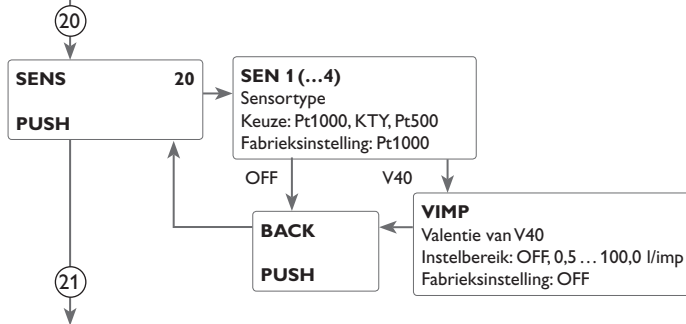 20
SENS 20
PUSH
SEN 1 (…4)
Sensortype
Keuze: Pt1000, KTY, Pt500
Fabrieksinstelling: Pt1000
OFF
V40
BACK
PUSH
VIMP
Valentie van V40
Instelbereik: OFF, 0,5 … 100,0 l/imp
Fabrieksinstelling: OFF
21